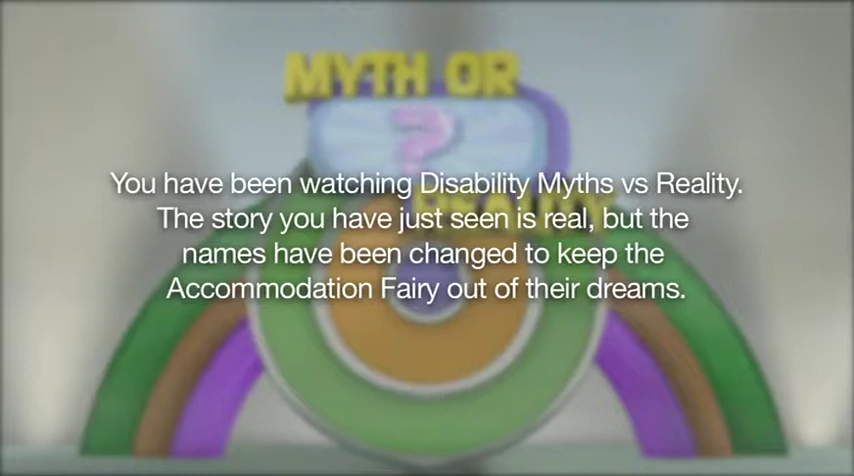 MYTH OR
?
You have been watching Disability Myths vs Reality.
The story you have just seen is real, but the
names have been changed to keep the
Accommodation Fairy out of their dreams.